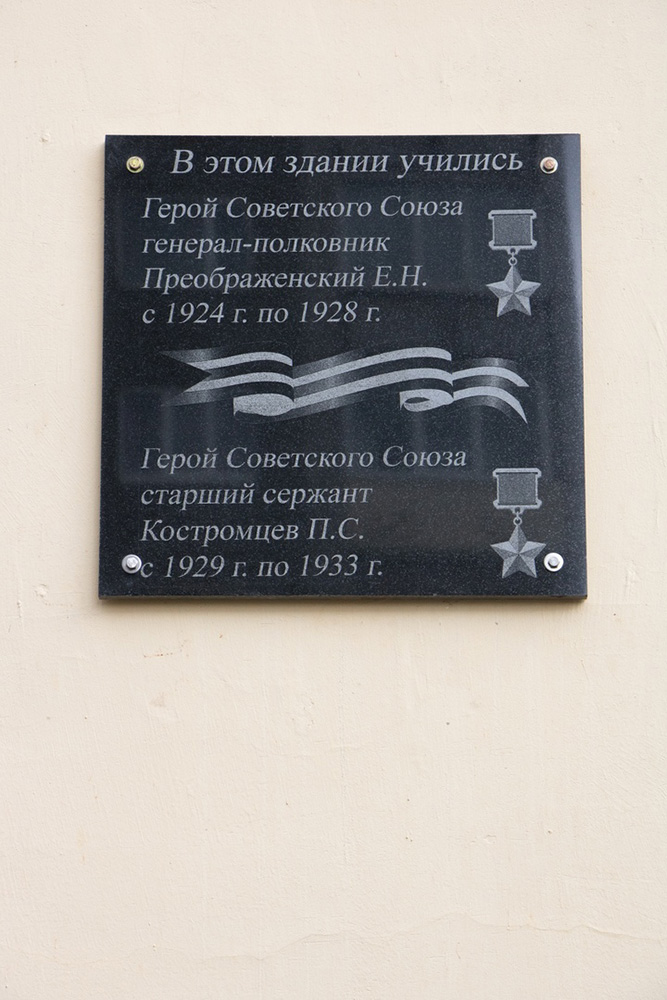 В этом здании учились
Герой Советского Союза
генерал-полковник
Преображенский Е.Н.
с 1924 г. по 1928 г.
Герой Советского Союза
старший сержант
Костромцев П.С.
с 1929 г. по 1933 г.